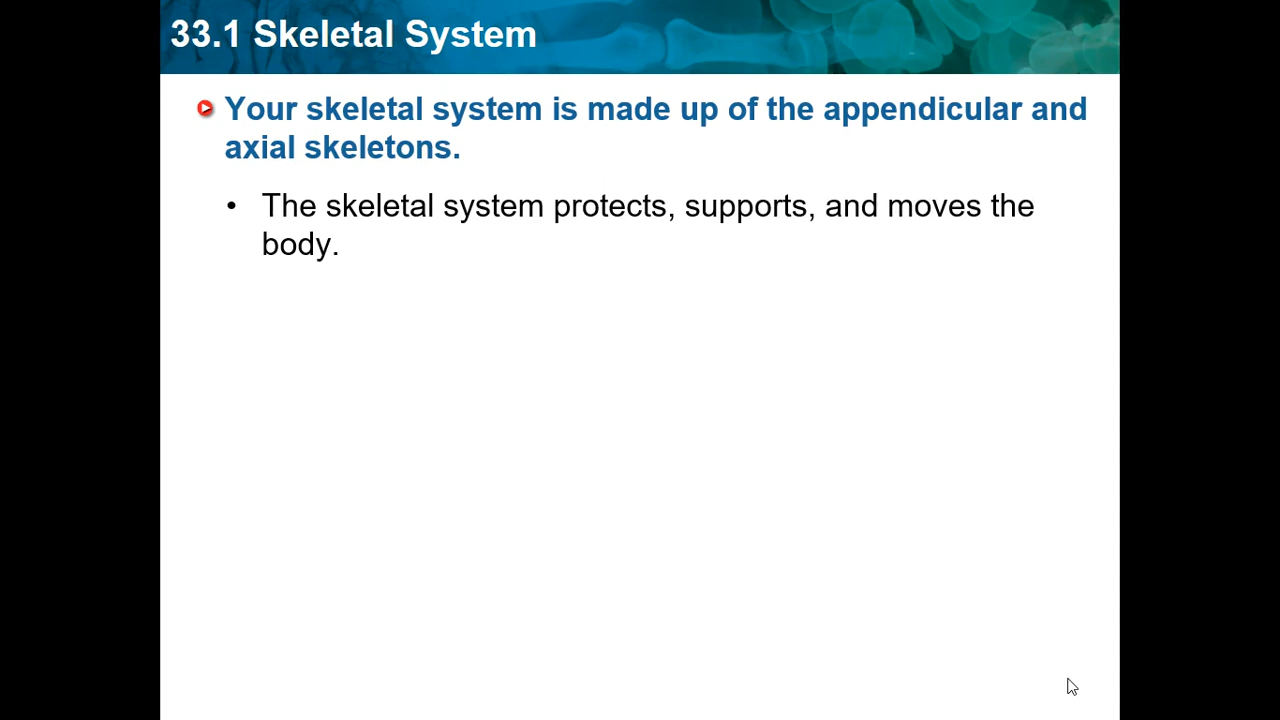 33.1 Skeletal System
Your skeletal system is made up of the appendicular and
axial skeletons.
• The skeletal system protects, supports, and moves the
body.